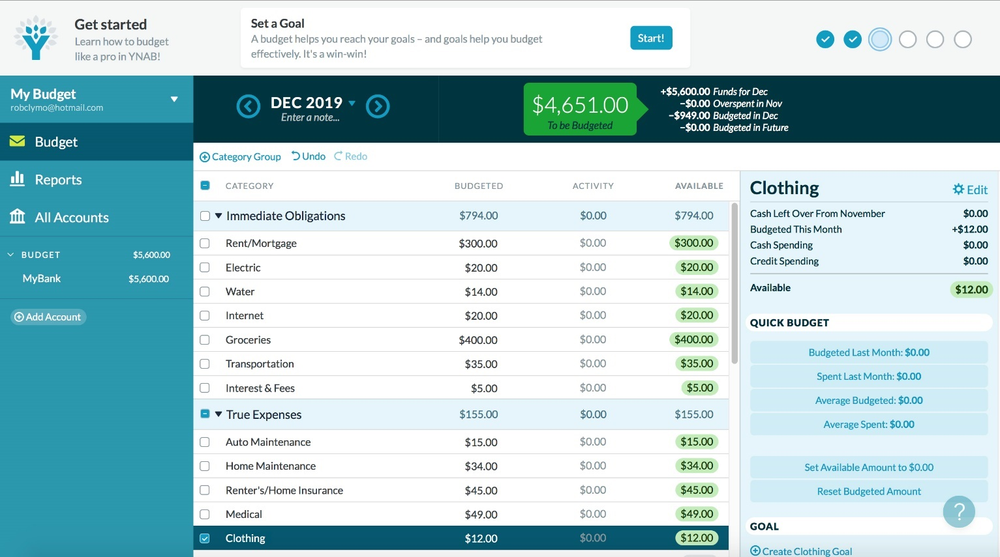 Get started
Learn how to budget
like a pro in YNAB!
Set a Goal
A budget helps you reach your goals – and goals help you budget
effectively. It's a win-win!
Start!
My Budget
robclymo@hotmail.com
DEC 2019
Enter a note...
$4,651.00
To be Budgeted
+$5,600.00 Funds for Dec
–$0.00 Overspent in Nov
–$949.00 Budgeted in Dec
–$0.00 Budgeted in Future
Budget
Reports
All Accounts
BUDGET $5,600.00
MyBank $5,600.00
Add Account
Category Group Undo Redo
CATEGORY BUDGETED ACTIVITY AVAILABLE
Immediate Obligations $794.00 $0.00 $794.00
Rent/Mortgage $300.00 $0.00 $300.00
Electric $20.00 $0.00 $20.00
Water $14.00 $0.00 $14.00
Internet $20.00 $0.00 $20.00
Groceries $400.00 $0.00 $400.00
Transportation $35.00 $0.00 $35.00
Interest & Fees $5.00 $0.00 $5.00
True Expenses $155.00 $0.00 $155.00
Auto Maintenance $15.00 $0.00 $15.00
Home Maintenance $34.00 $0.00 $34.00
Renter's/Home Insurance $45.00 $0.00 $45.00
Medical $49.00 $0.00 $49.00
Clothing $12.00 $0.00 $12.00
Clothing
Edit
Cash Left Over From November $0.00
Budgeted This Month +$12.00
Cash Spending $0.00
Credit Spending $0.00
Available $12.00
QUICK BUDGET
Budgeted Last Month: $0.00
Spent Last Month: $0.00
Average Budgeted: $0.00
Average Spent: $0.00
Set Available Amount to $0.00
Reset Budgeted Amount
?
GOAL
Create Clothing Goal